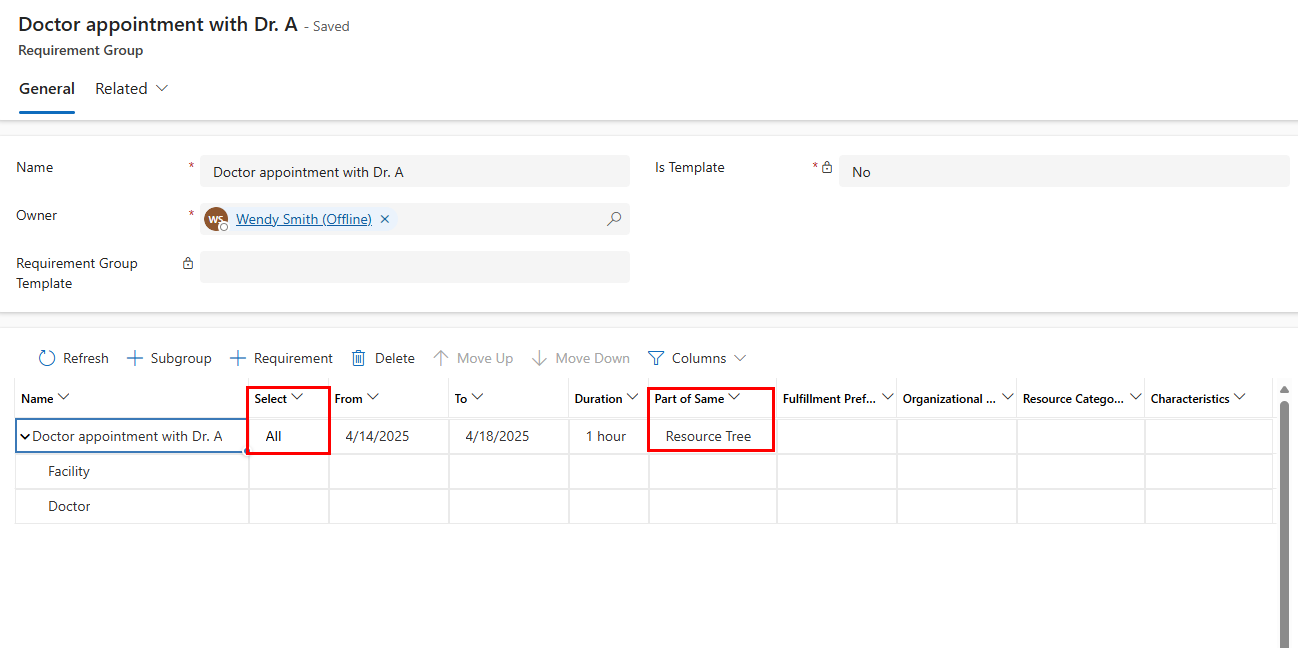 Doctor appointment with Dr. A - Saved
Requirement Group
General Related
Name * Doctor appointment with Dr. A Is Template * No
Owner * WS Wendy Smith (Offline)
Requirement Group
Template
Refresh Subgroup Requirement Delete Move Up Move Down Columns
Name Select From To Duration Part of Same Fulfillment Pref... Organizational ... Resource Catego... Characteristics
Doctor appointment with Dr. A All 4/14/2025 4/18/2025 1 hour Resource Tree
Facility
Doctor